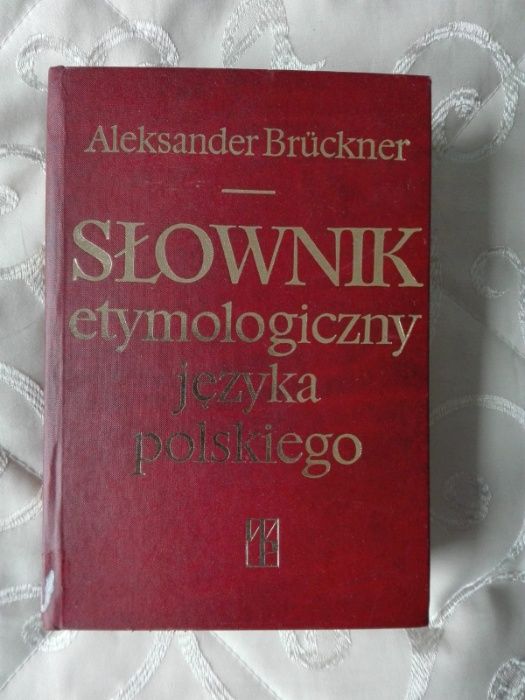 Aleksander Brückner
SŁOWNIK
etymologiczny
języka
polskiego